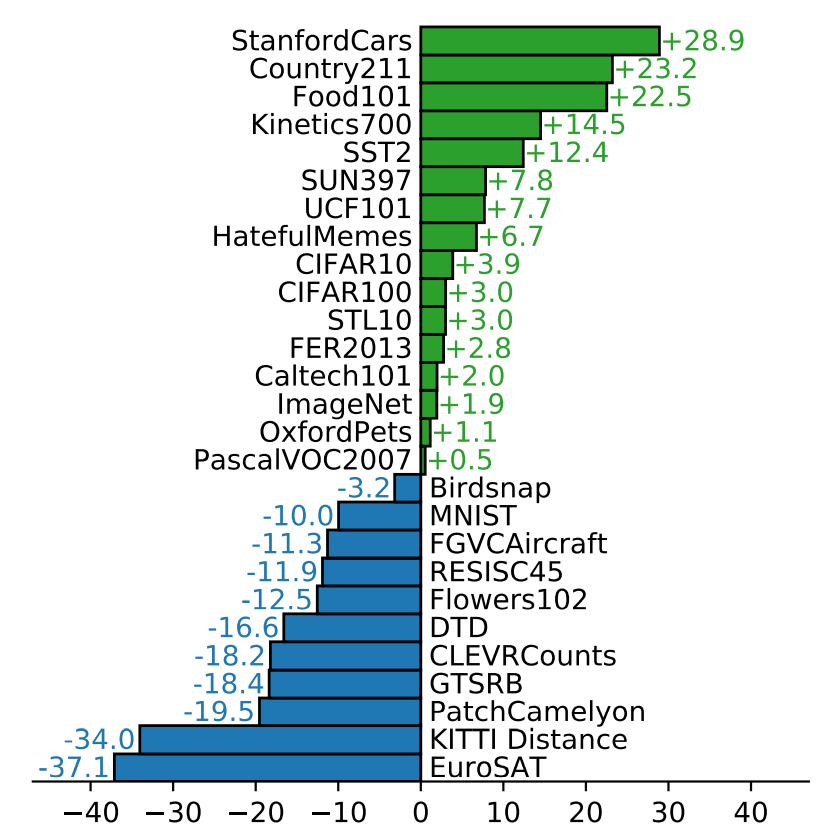 StanfordCars +28.9
Country211 +23.2
Food101 +22.5
Kinetics700 +14.5
SST2 +12.4
SUN397 +7.8
UCF101 +7.7
HatefulMemes +6.7
CIFAR10 +3.9
CIFAR100 +3.0
STL10 +3.0
FER2013 +2.8
Caltech101 +2.0
ImageNet +1.9
OxfordPets +1.1
PascalVOC2007 +0.5
-3.2 Birdsnap
-10.0 MNIST
-11.3 FGVCAircraft
-11.9 RESISC45
-12.5 Flowers102
-16.6 DTD
-18.2 CLEVRCounts
-18.4 GTSRB
-19.5 PatchCamelyon
-34.0 KITTI Distance
-37.1 EuroSAT
−40 −30 −20 −10 0 10 20 30 40